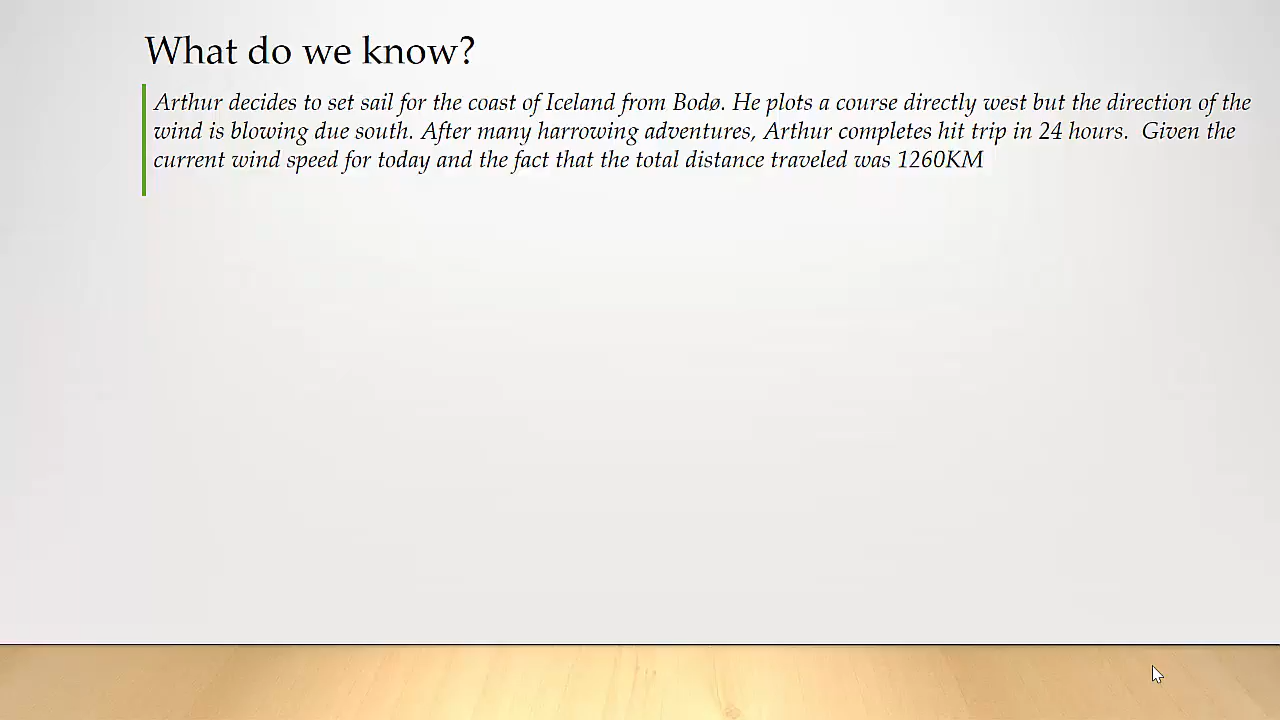 What do we know?
Arthur decides to set sail for the coast of Iceland from Bodø. He plots a course directly west but the direction of the
wind is blowing due south. After many harrowing adventures, Arthur completes hit trip in 24 hours.  Given the
current wind speed for today and the fact that the total distance traveled was 1260KM